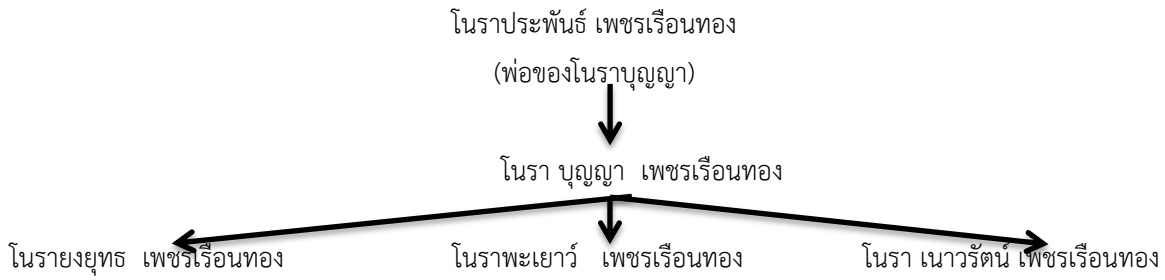 โนราประพันธ์ เพชรเรือนทอง
(พ่อของโนราบุญญา)
โนรา บุญญา เพชรเรือนทอง
โนรายงยุทธ เพชรเรือนทอง โนราพะเยาว์ เพชรเรือนทอง โนรา เนาวรัตน์ เพชรเรือนทอง